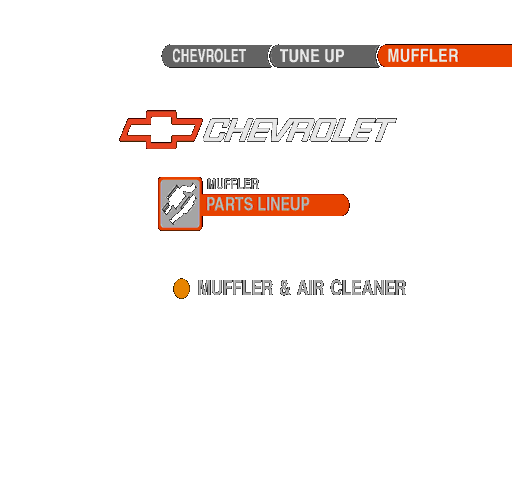 CHEVROLET TUNE UP MUFFLER
CHEVROLET
MUFFLER
PARTS LINEUP
MUFFLER & AIR CLEANER